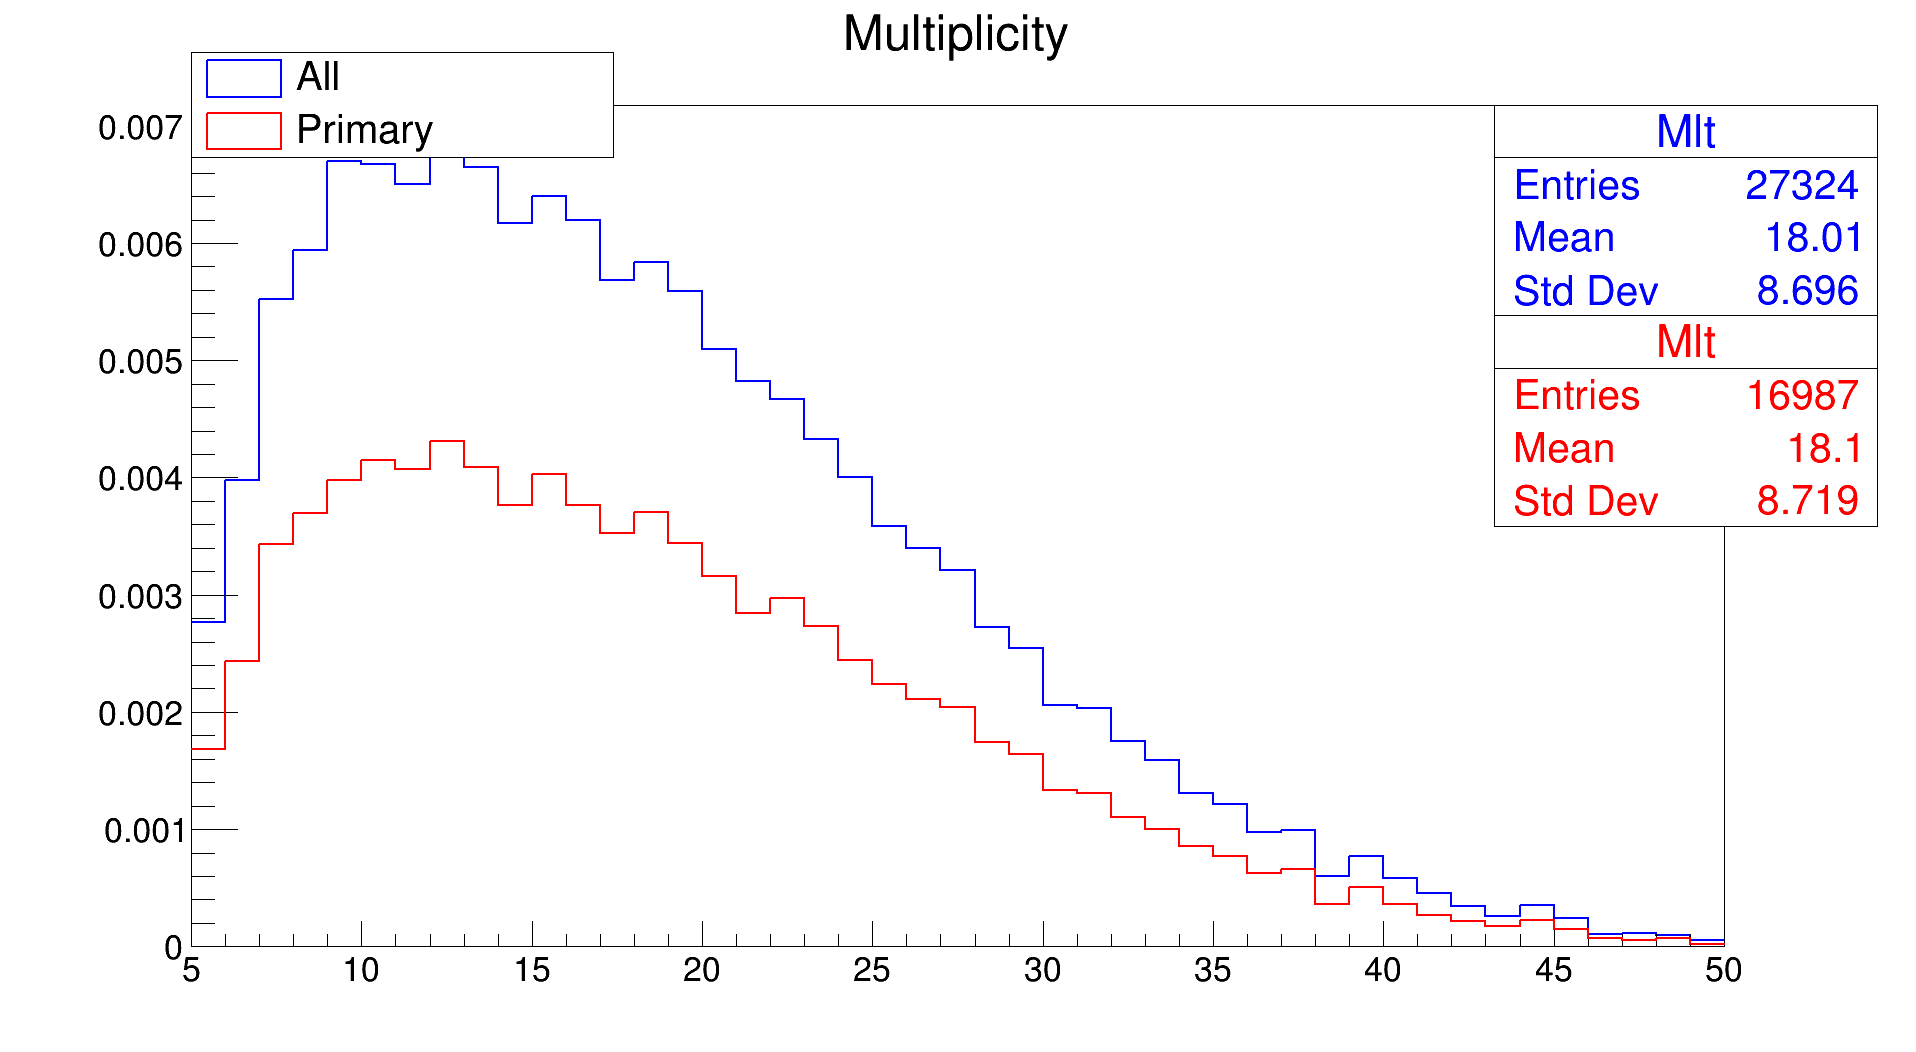 Multiplicity
All
Primary
Mlt
Entries 27324
Mean 18.01
Std Dev 8.696
Mlt
Entries 16987
Mean 18.1
Std Dev 8.719
0.007
0.006
0.005
0.004
0.003
0.002
0.001
0
5 10 15 20 25 30 35 40 45 50